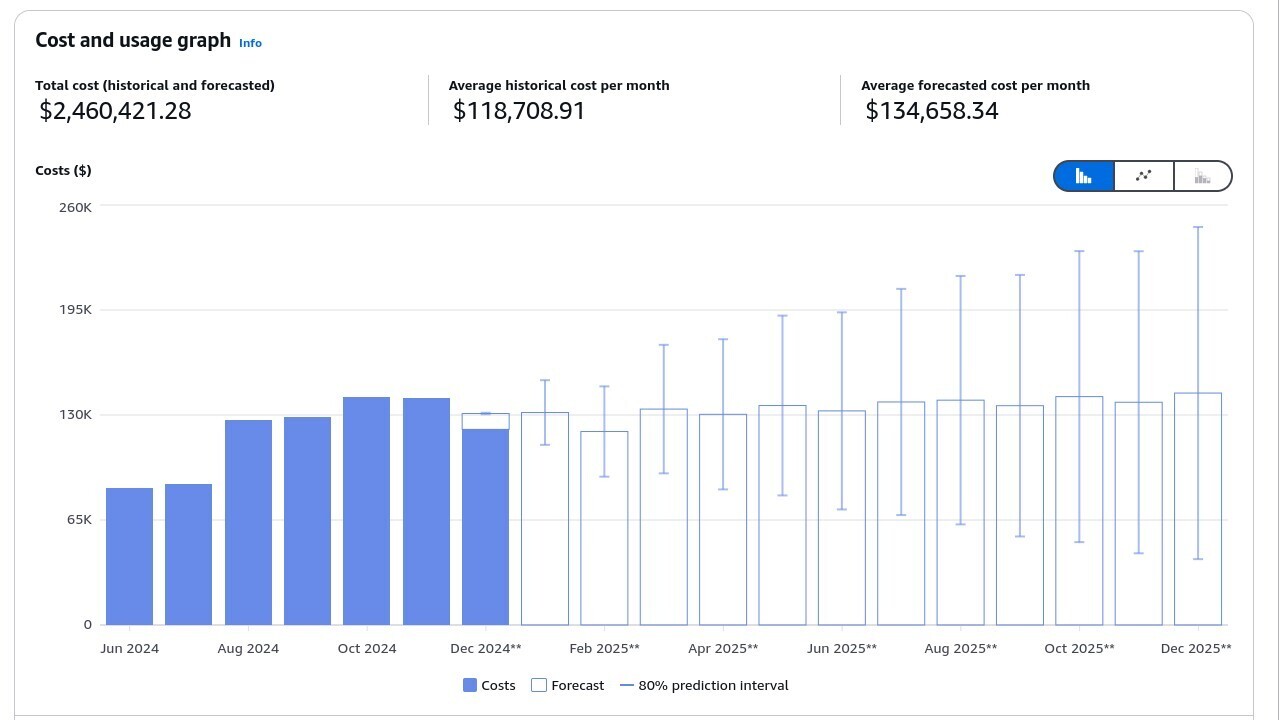 Cost and usage graph Info
Total cost (historical and forecasted)
$2,460,421.28
Average historical cost per month
$118,708.91
Average forecasted cost per month
$134,658.34
Costs ($)
260K
195K
130K
65K
0
Jun 2024 Aug 2024 Oct 2024 Dec 2024** Feb 2025** Apr 2025** Jun 2025** Aug 2025** Oct 2025** Dec 2025**
Costs Forecast 80% prediction interval